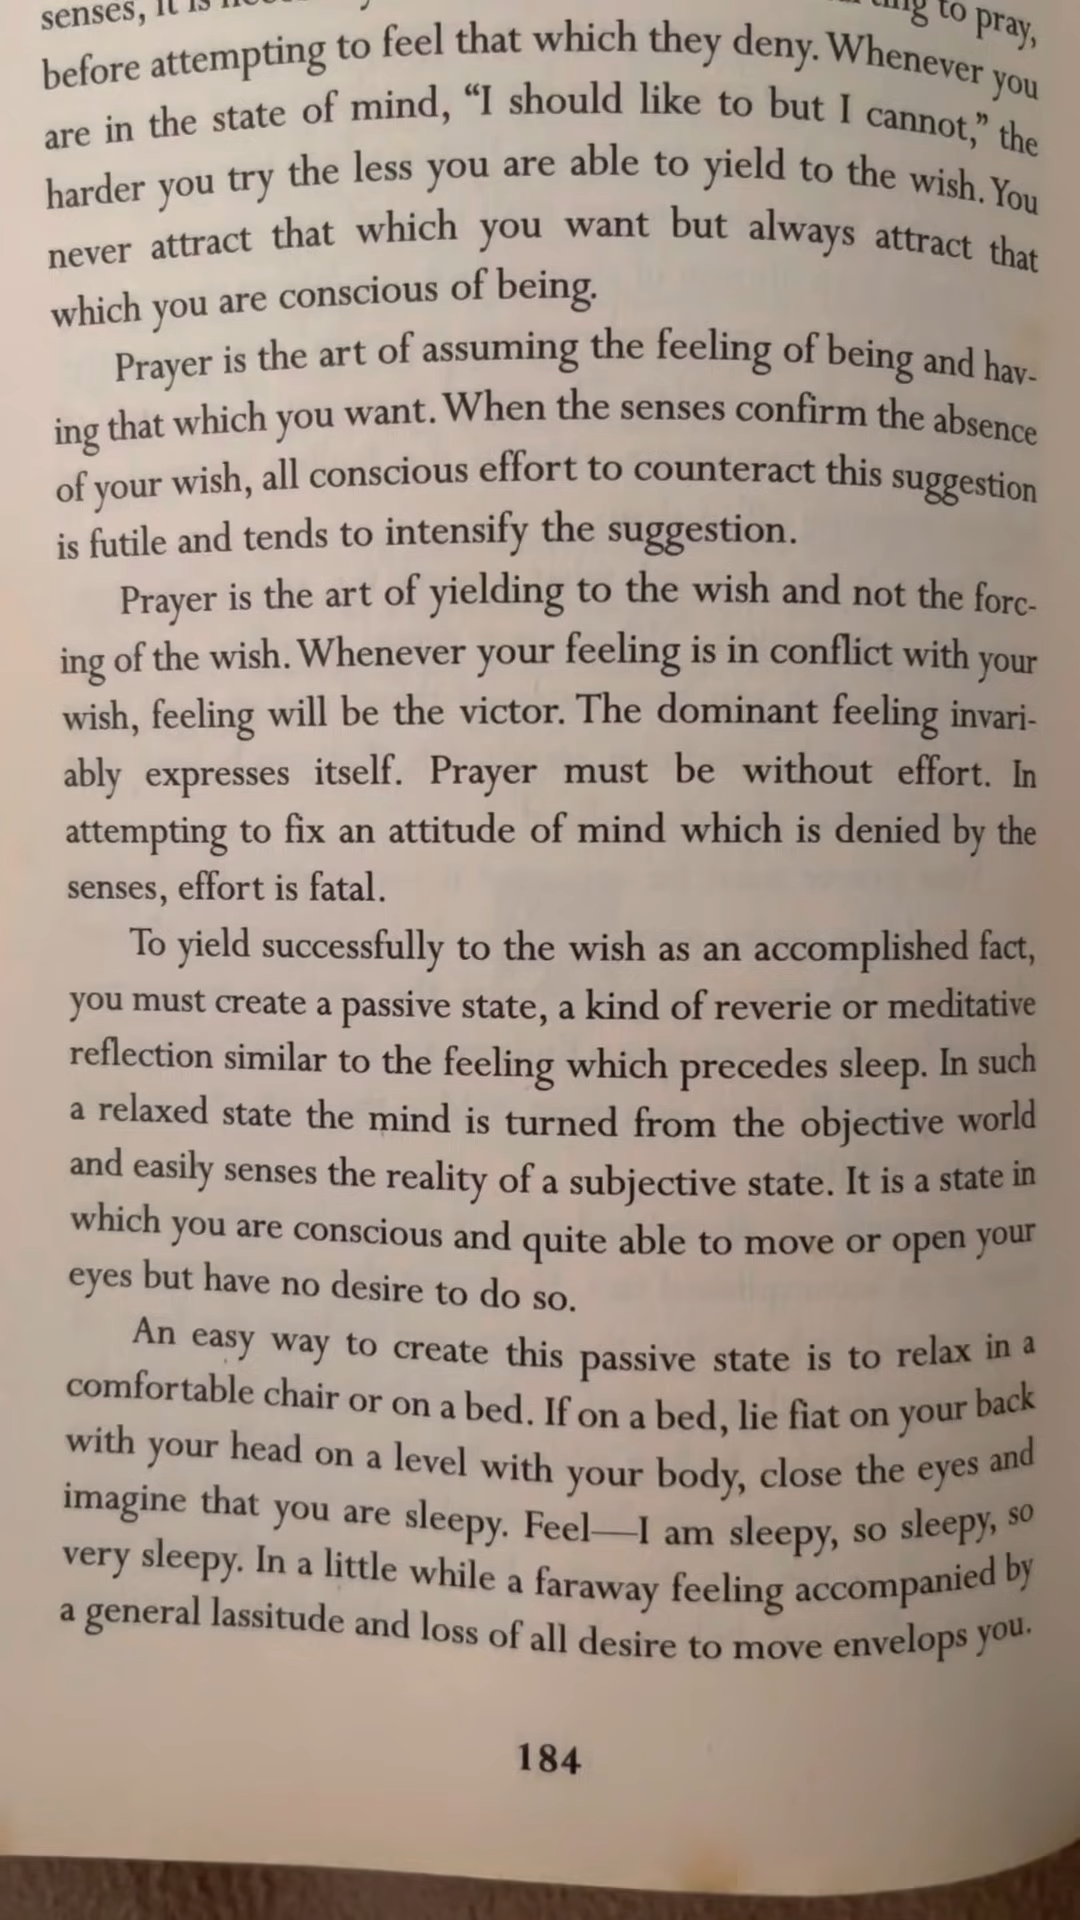 senses, it is
to pray,
before attempting to feel that which they deny. Whenever you
are in the state of mind, “I should like to but I cannot,” the
harder you try the less you are able to yield to the wish. You
never attract that which you want but always attract that
which you are conscious of being.
Prayer is the art of assuming the feeling of being and hav-
ing that which you want. When the senses confirm the absence
of your wish, all conscious effort to counteract this suggestion
is futile and tends to intensify the suggestion.
Prayer is the art of yielding to the wish and not the forc-
ing of the wish. Whenever your feeling is in conflict with your
wish, feeling will be the victor. The dominant feeling invari-
ably expresses itself. Prayer must be without effort. In
attempting to fix an attitude of mind which is denied by the
senses, effort is fatal.
To yield successfully to the wish as an accomplished fact,
you must create a passive state, a kind of reverie or meditative
reflection similar to the feeling which precedes sleep. In such
a relaxed state the mind is turned from the objective world
and easily senses the reality of a subjective state. It is a state in
which you are conscious and quite able to move or open your
eyes but have no desire to do so.
An easy way to create this passive state is to relax in a
comfortable chair or on a bed. If on a bed, lie fiat on your back
with your head on a level with your body, close the eyes and
imagine that you are sleepy. Feel—I am sleepy, so sleepy, so
very sleepy. In a little while a faraway feeling accompanied by
a general lassitude and loss of all desire to move envelops you.
184